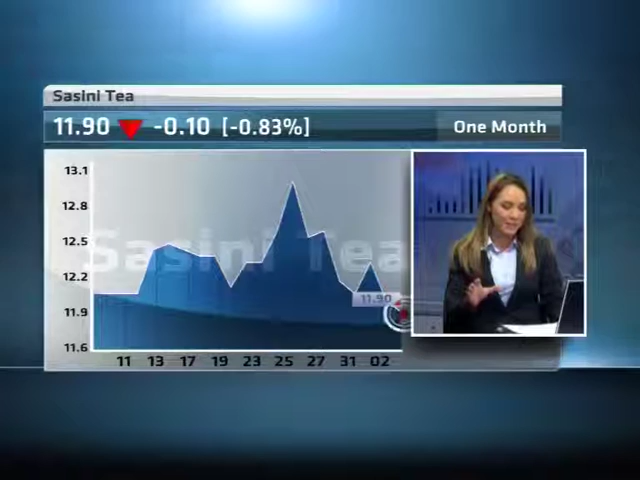 Sasini Tea
11.90 -0.10 [-0.83%]
One Month
13.1
12.8
12.5
12.2
11.9
11.6
Sasini Tea
11.90
11 13 17 19 23 25 27 31 02